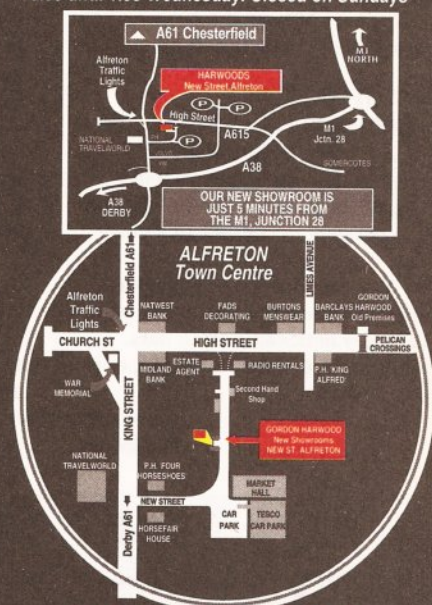 Wednesday. Closed on Sundays
A61 Chesterfield
M1
NORTH
Alfreton
Traffic
Lights
HARWOODS
New Street, Alfreton
P
P
High Street
P
NATIONAL
TRAVELWORLD
A615
M1
Jctn. 28
A38
SOMERCOTES
A38
DERBY
OUR NEW SHOWROOM IS
JUST 5 MINUTES FROM
THE M1, JUNCTION 28
ALFRETON
Town Centre
Chesterfield A61
LIMES AVENUE
Alfreton
Traffic
Lights
NATWEST
BANK
FADS
DECORATING
BURTONS
MENSWEAR
BARCLAYS
BANK
GORDON
HARWOOD
Old Premises
CHURCH ST
HIGH STREET
PELICAN
CROSSINGS
WAR
MEMORIAL
KING STREET
MIDLAND
BANK
ESTATE
AGENT
RADIO RENTALS
P.H. KING
ALFRED
Second Hand
Shop
GORDON HARWOOD
New Showrooms
NEW ST. ALFRETON
NATIONAL
TRAVELWORLD
P.H. FOUR
HORSESHOES
MARKET
HALL
NEW STREET
CAR
PARK
TESCO
CAR PARK
HORSEFAIR
HOUSE
Derby A61